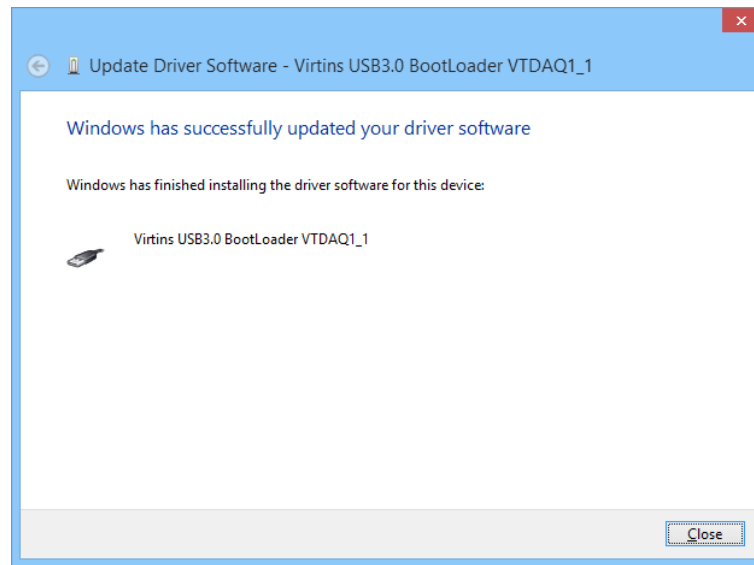 Update Driver Software - Virtins USB3.0 BootLoader VTDAQ1_1
Windows has successfully updated your driver software
Windows has finished installing the driver software for this device:
Virtins USB3.0 BootLoader VTDAQ1_1
Close